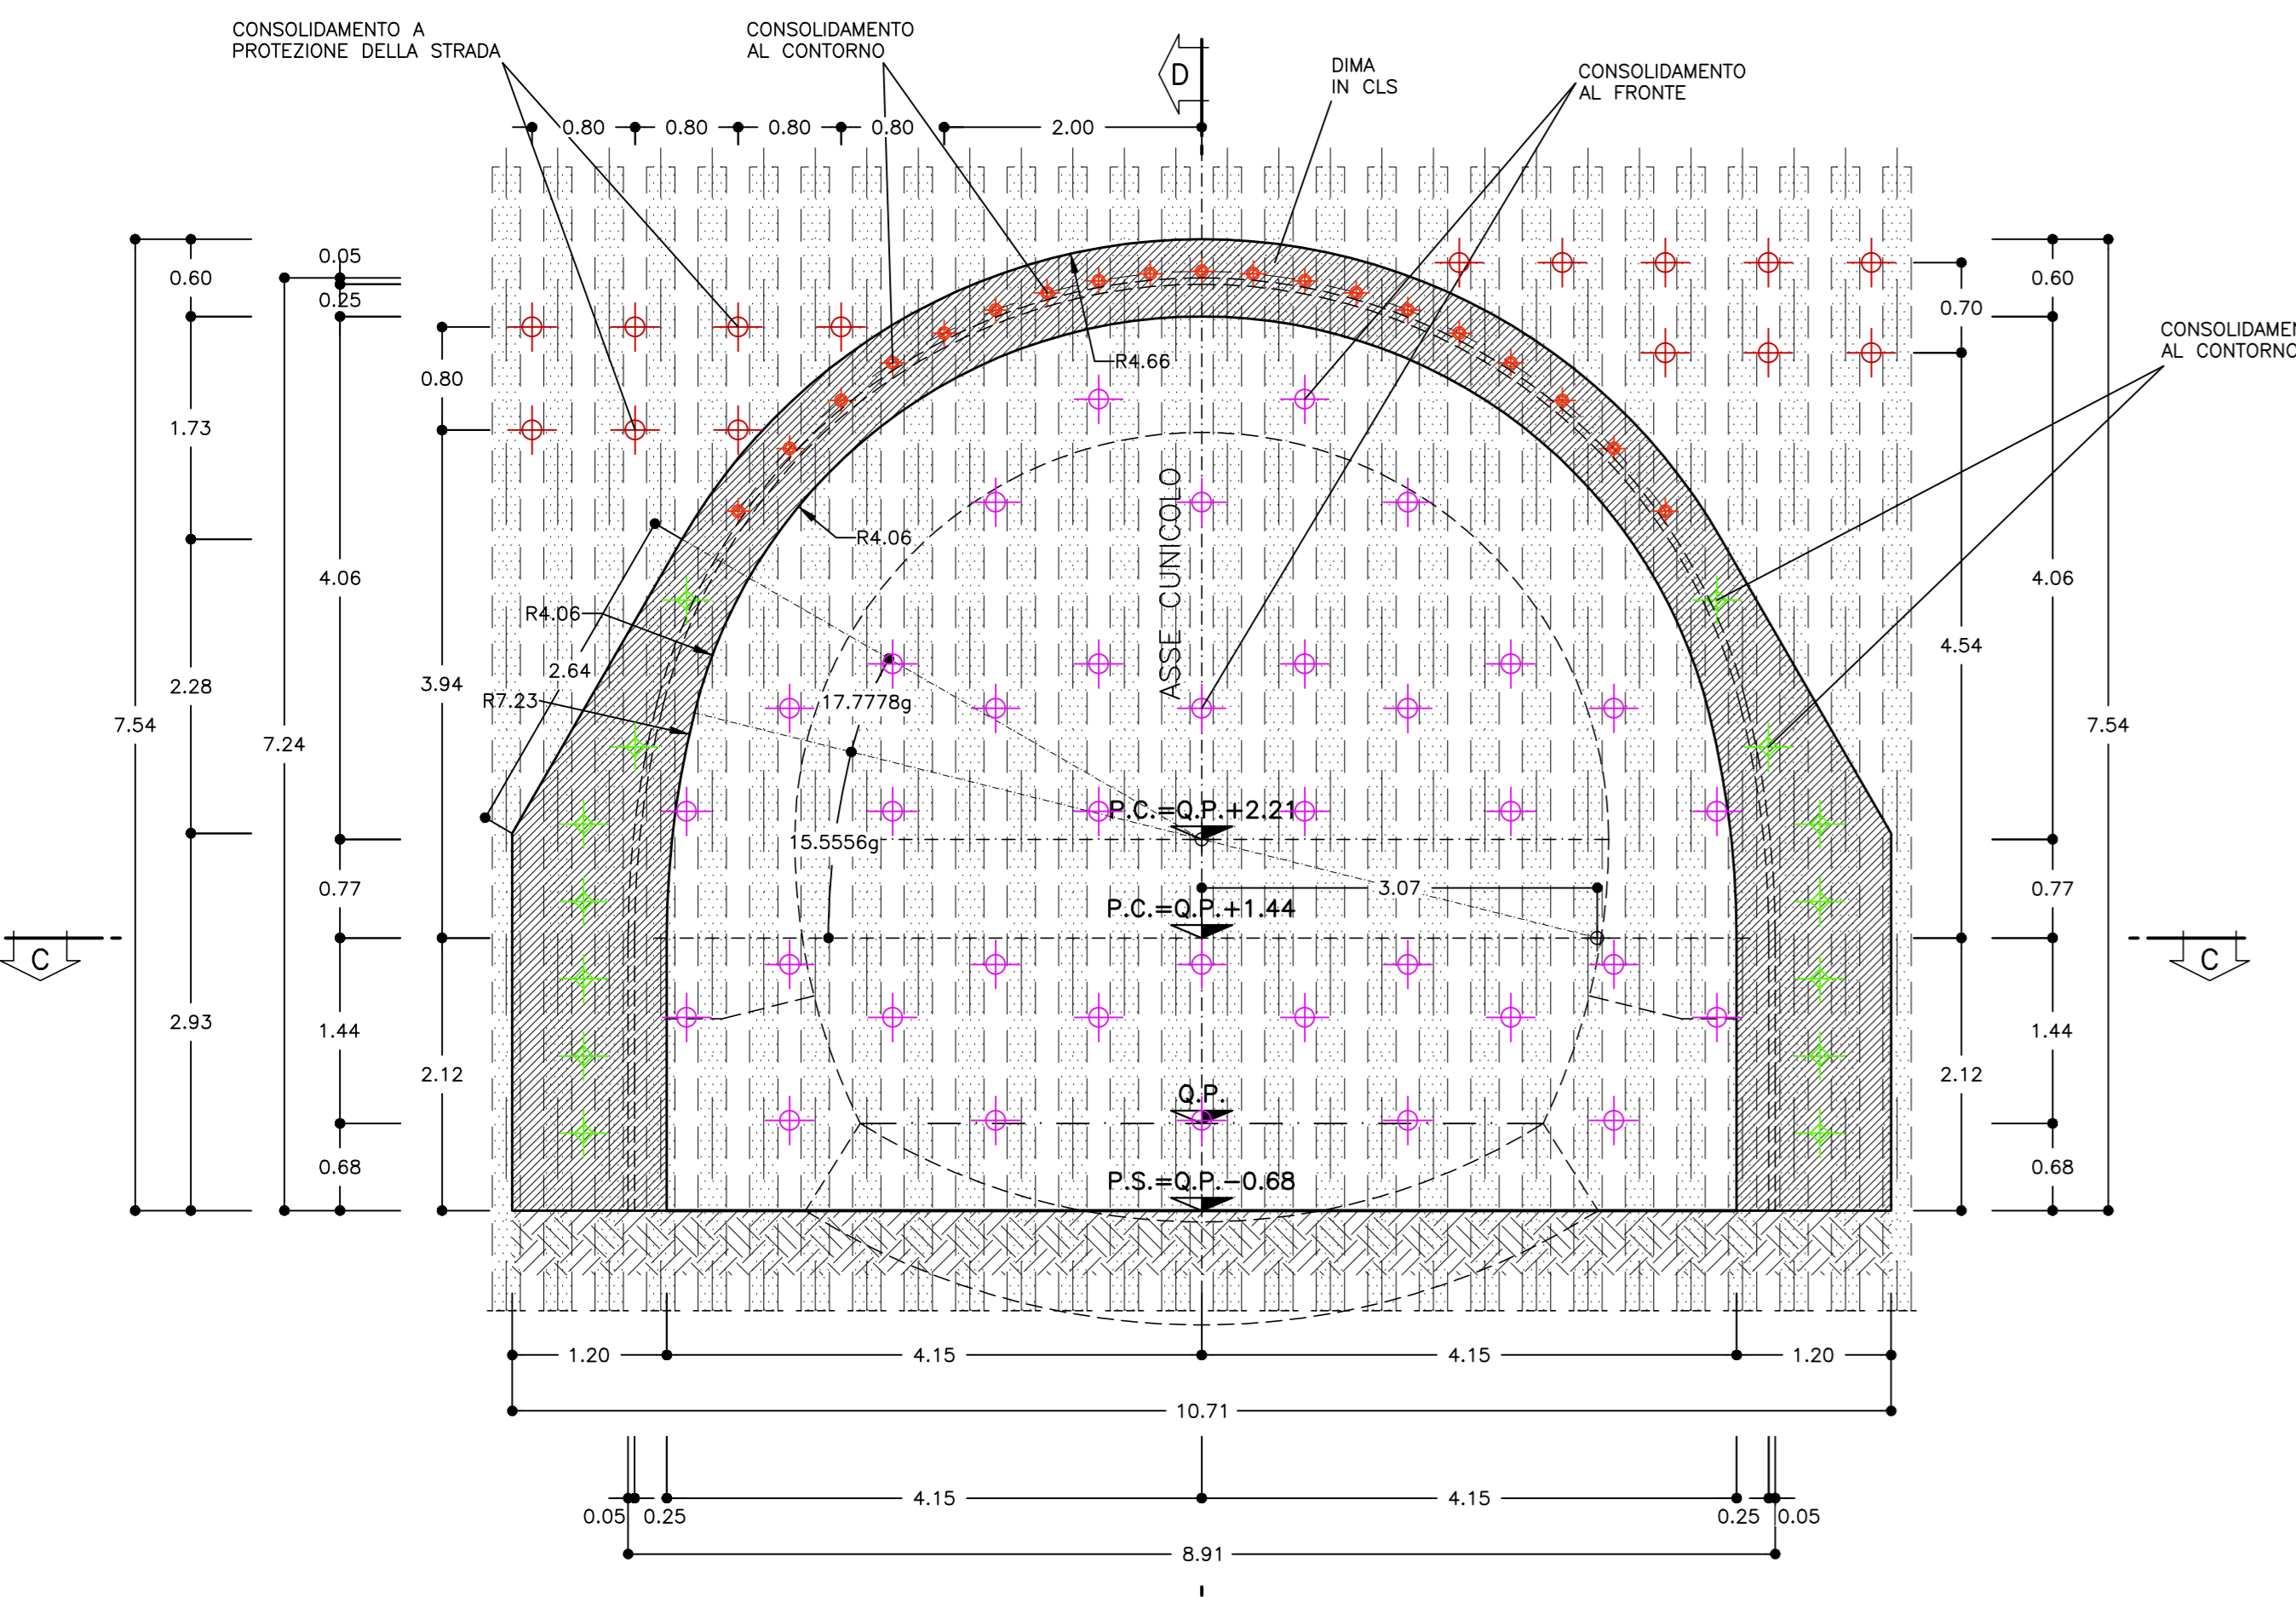 CONSOLIDAMENTO A
PROTEZIONE DELLA STRADA
CONSOLIDAMENTO
AL CONTORNO
D
DIMA
IN CLS
CONSOLIDAMENTO
AL FRONTE
0.80
0.80
0.80
0.80
2.00
0.05
0.60
0.25
0.60
0.70
CONSOLIDAMEN
AL CONTORNO
R4.66
0.80
1.73
ASSE CUNICOLO
R4.06
4.06
4.06
R4.06
4.54
2.64
3.94
2.28
R7.23
17.7778g
7.54
7.24
7.54
P.C.=Q.P.+2.21
15.5556g
0.77
3.07
0.77
P.C.=Q.P.+1.44
C
C
2.93
1.44
1.44
2.12
2.12
Q.P.
0.68
0.68
P.S.=Q.P.-0.68
1.20
4.15
4.15
1.20
10.71
4.15
4.15
0.05
0.25
0.25
0.05
8.91